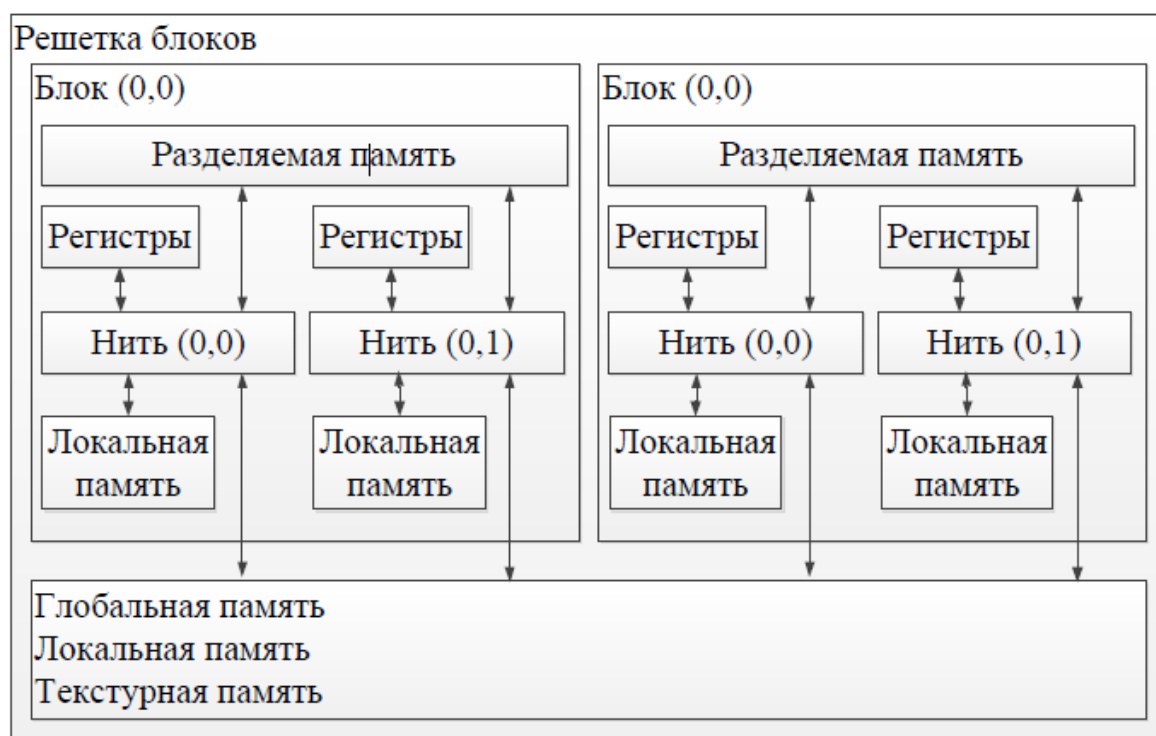 Решетка блоков
Блок (0,0)
Разделяемая память
Регистры
Регистры
Нить (0,0)
Нить (0,1)
Локальная
память
Локальная
память
Блок (0,0)
Разделяемая память
Регистры
Регистры
Нить (0,0)
Нить (0,1)
Локальная
память
Локальная
память
Глобальная память
Локальная память
Текстурная память